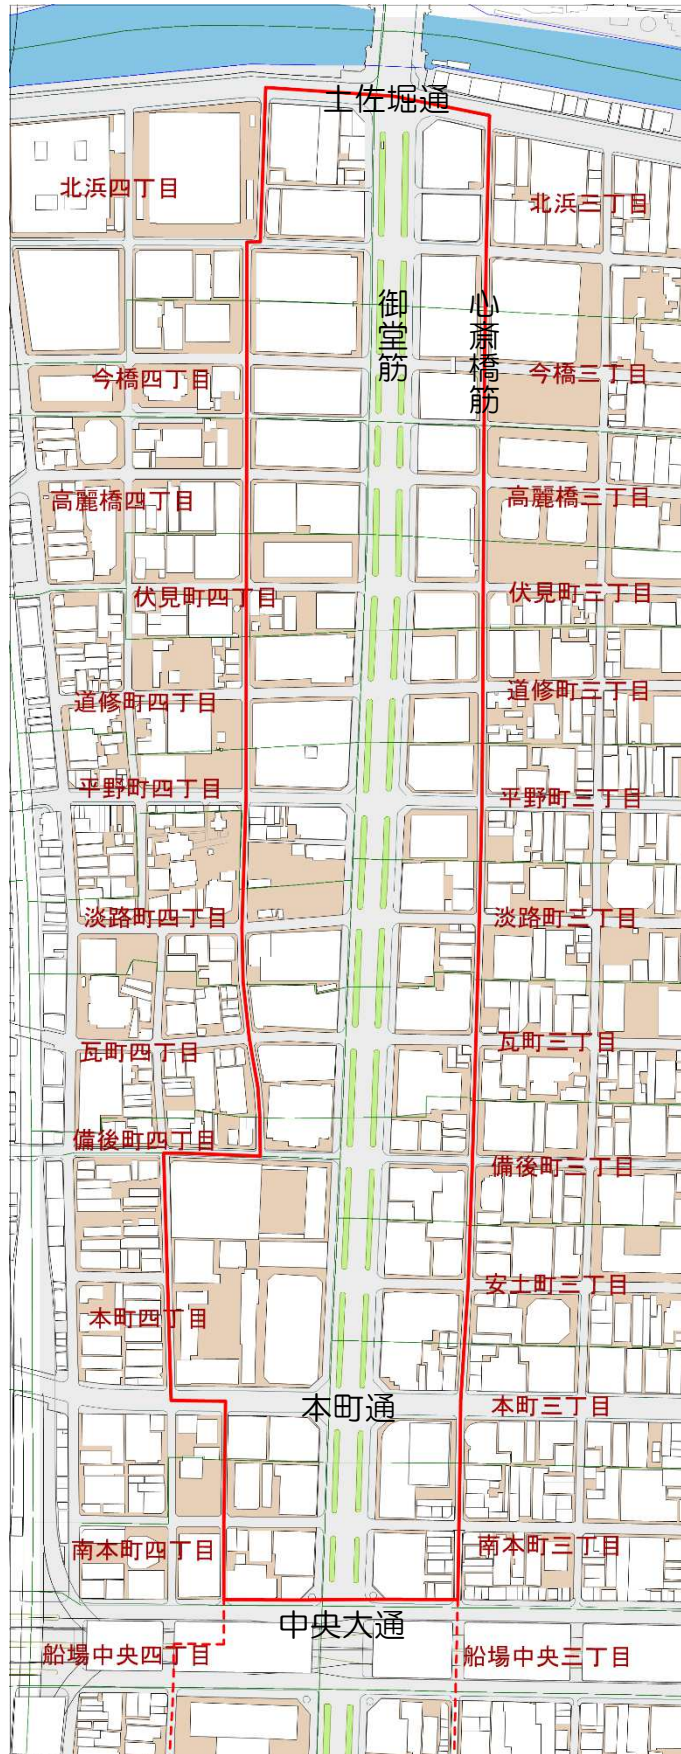 土佐堀通
北浜四丁目
北浜三丁目
御堂筋
心斎橋筋
今橋四丁目
今橋三丁目
高麗橋四丁目
高麗橋三丁目
伏見町四丁目
伏見町三丁目
道修町四丁目
道修町三丁目
平野町四丁目
平野町三丁目
淡路町四丁目
淡路町三丁目
瓦町四丁目
瓦町三丁目
備後町四丁目
備後町三丁目
安土町三丁目
本町四丁目
本町通
本町三丁目
南本町四丁目
南本町三丁目
中央大通
船場中央四丁目
船場中央三丁目